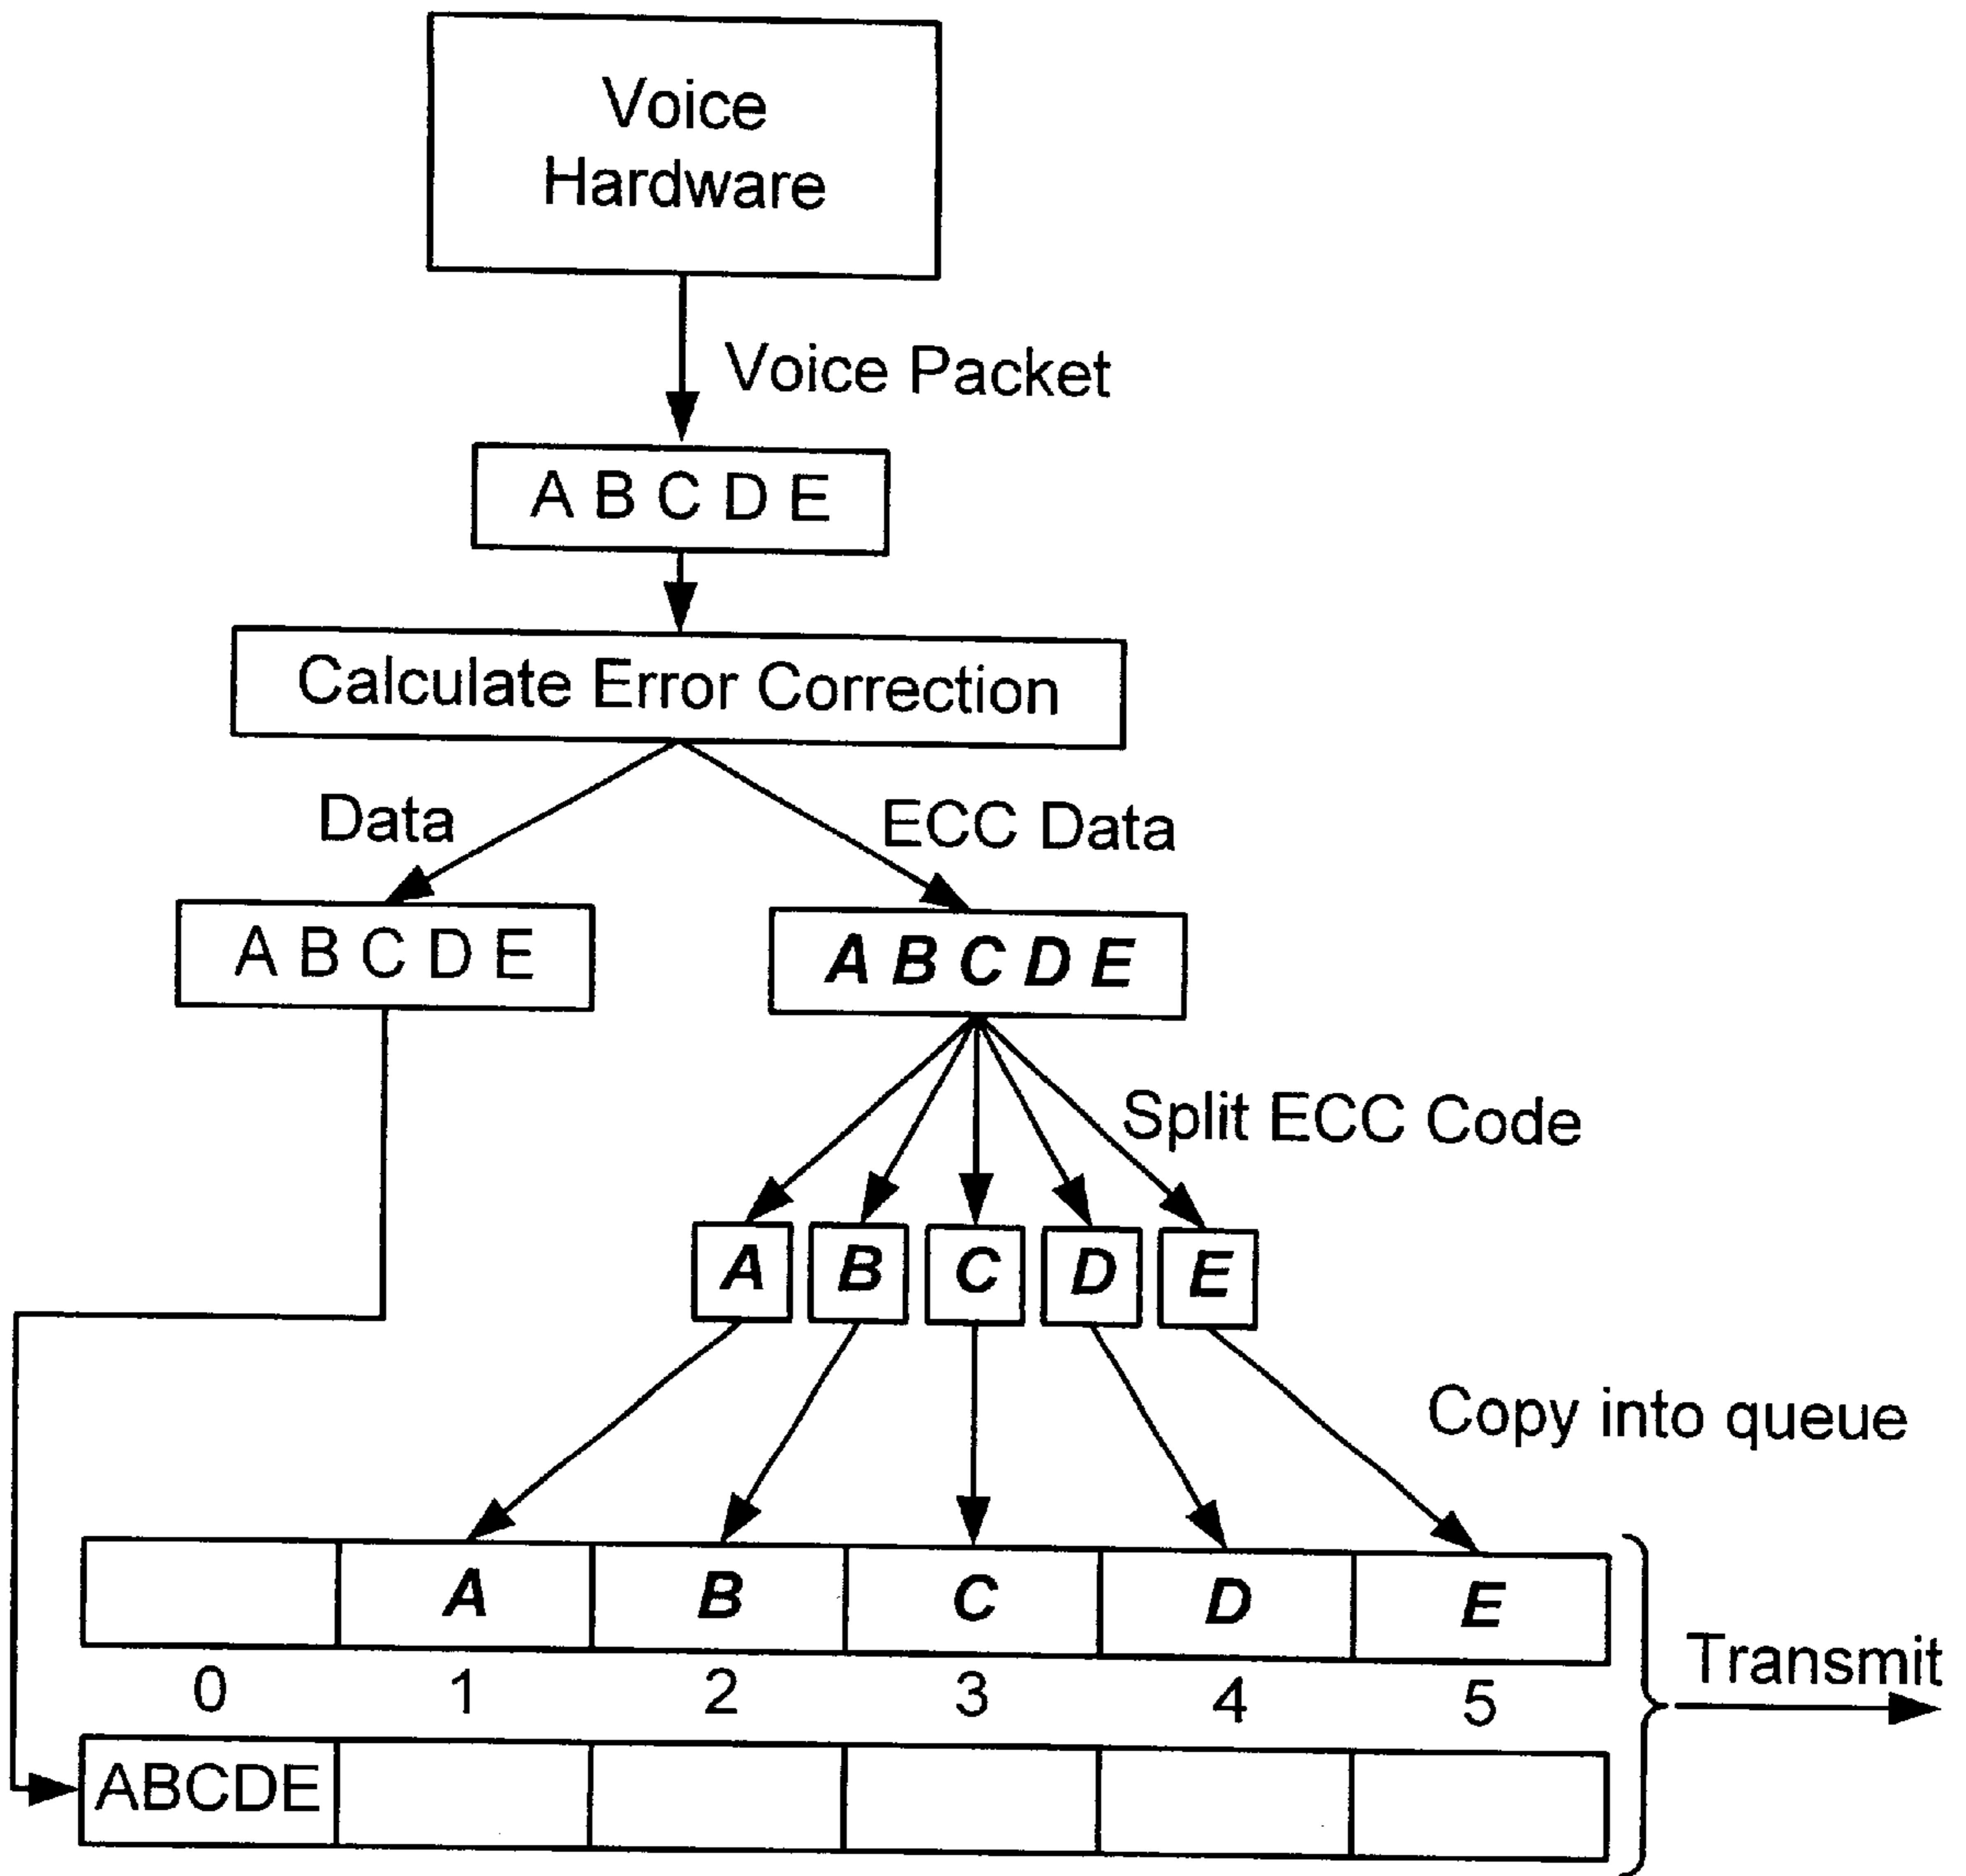 Voice
Hardware
Voice Packet
A B C D E
Calculate Error Correction
Data
ECC Data
A B C D E
A B C D E
Split ECC Code
A B C D E
Copy into queue
A B C D E
0 1 2 3 4 5
Transmit
ABCDE